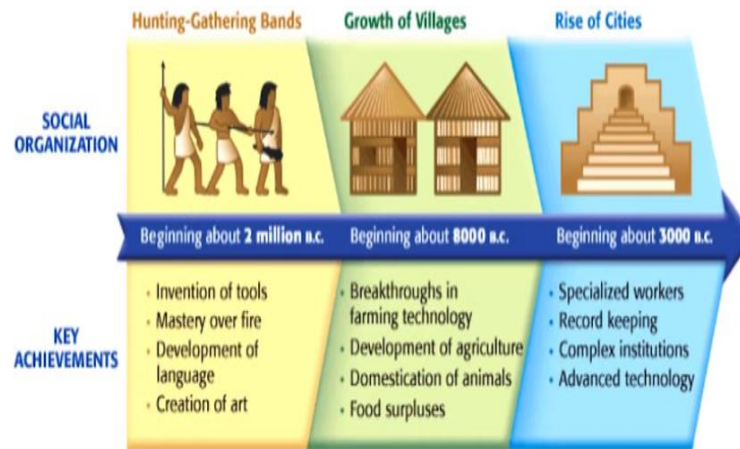 Hunting-Gathering Bands
Growth of Villages
Rise of Cities
SOCIAL
ORGANIZATION
Beginning about 2 million B.C.
Beginning about 8000 B.C.
Beginning about 3000 B.C.
KEY
ACHIEVEMENTS
• Invention of tools
• Mastery over fire
• Development of
language
• Creation of art
• Breakthroughs in
farming technology
• Development of agriculture
• Domestication of animals
• Food surpluses
• Specialized workers
• Record keeping
• Complex institutions
• Advanced technology